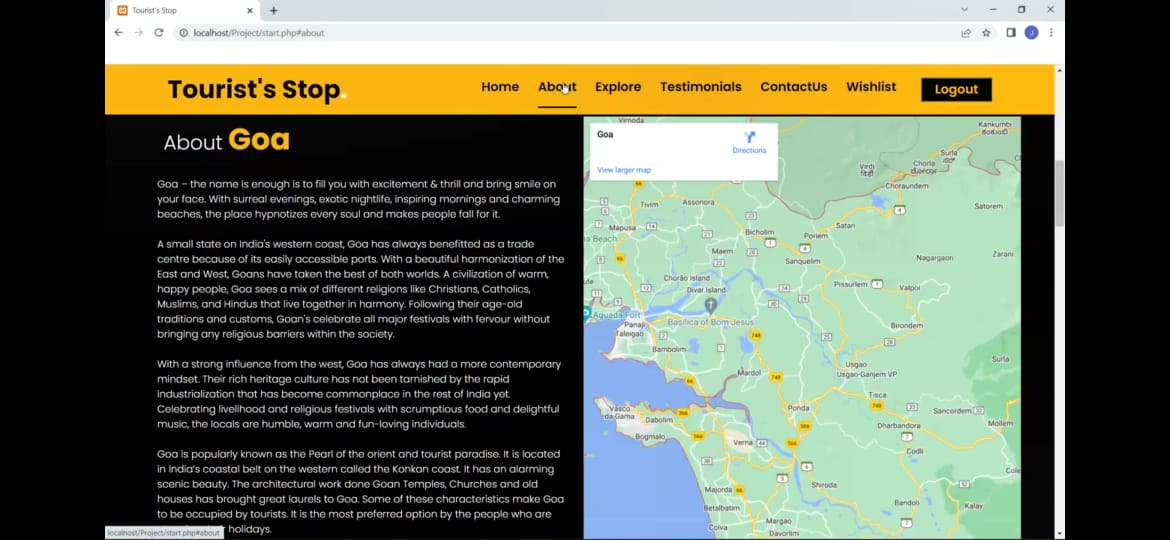 Tourist's Stop
localhost/Project/start.php#about
J
Tourist's Stop.
Home
About
Explore
Testimonials
ContactUs
Wishlist
Logout
About Goa
Goa – the name is enough is to fill you with excitement & thrill and bring smile on
your face. With surreal evenings, exotic nightlife, inspiring mornings and charming
beaches, the place hypnotizes every soul and makes people fall for it.
A small state on India's western coast, Goa has always benefitted as a trade
centre because of its easily accessible ports. With a beautiful harmonization of the
East and West, Goans have taken the best of both worlds. A civilization of warm,
happy people, Goa sees a mix of different religions like Christians, Catholics,
Muslims, and Hindus that live together in harmony. Following their age-old
traditions and customs, Goan's celebrate all major festivals with fervour without
bringing any religious barriers within the society.
With a strong influence from the west, Goa has always had a more contemporary
mindset. Their rich heritage culture has not been tarnished by the rapid
industrialization that has become commonplace in the rest of India yet.
Celebrating livelihood and religious festivals with scrumptious food and delightful
music, the locals are humble, warm and fun-loving individuals.
Goa is popularly known as the Pearl of the orient and tourist paradise. It is located
in India's coastal belt on the western called the Konkan coast. It has an alarming
scenic beauty. The architectural work done Goan Temples, Churches and old
houses has brought great laurels to Goa. Some of these characteristics make Goa
to be occupied by tourists. It is the most preferred option by the people who are
holidays.
localhost/Project/start.php#about
Goa
Directions
View larger map
Virnoda
Kankumbi
Surla
Virdi
Chorla
Choraundem
Satorem
Tivim
Assonora
Mapusa
Bicholim
Poriem
Satari
a Beach
Maem
Sanquelim
Nagargaon
Zarani
Chorão Island
Divar Island
Pissurlem
Valpoi
Aguada Fort
Basilica of Bom Jesus
Panaji
Taleigao
Birondem
Bambolim
Surla
Usgao
Usgao-Ganjem VP
Mardol
Tisca
Vasco
da Gama
Dabolim
Ponda
Sancordem
Dharbandora
Mollem
Bogmalo
Verna
Codli
Cole
Shiroda
Majorda
Bandoli
Kalay
Betalbatim
Margao
Colva
Davorlim